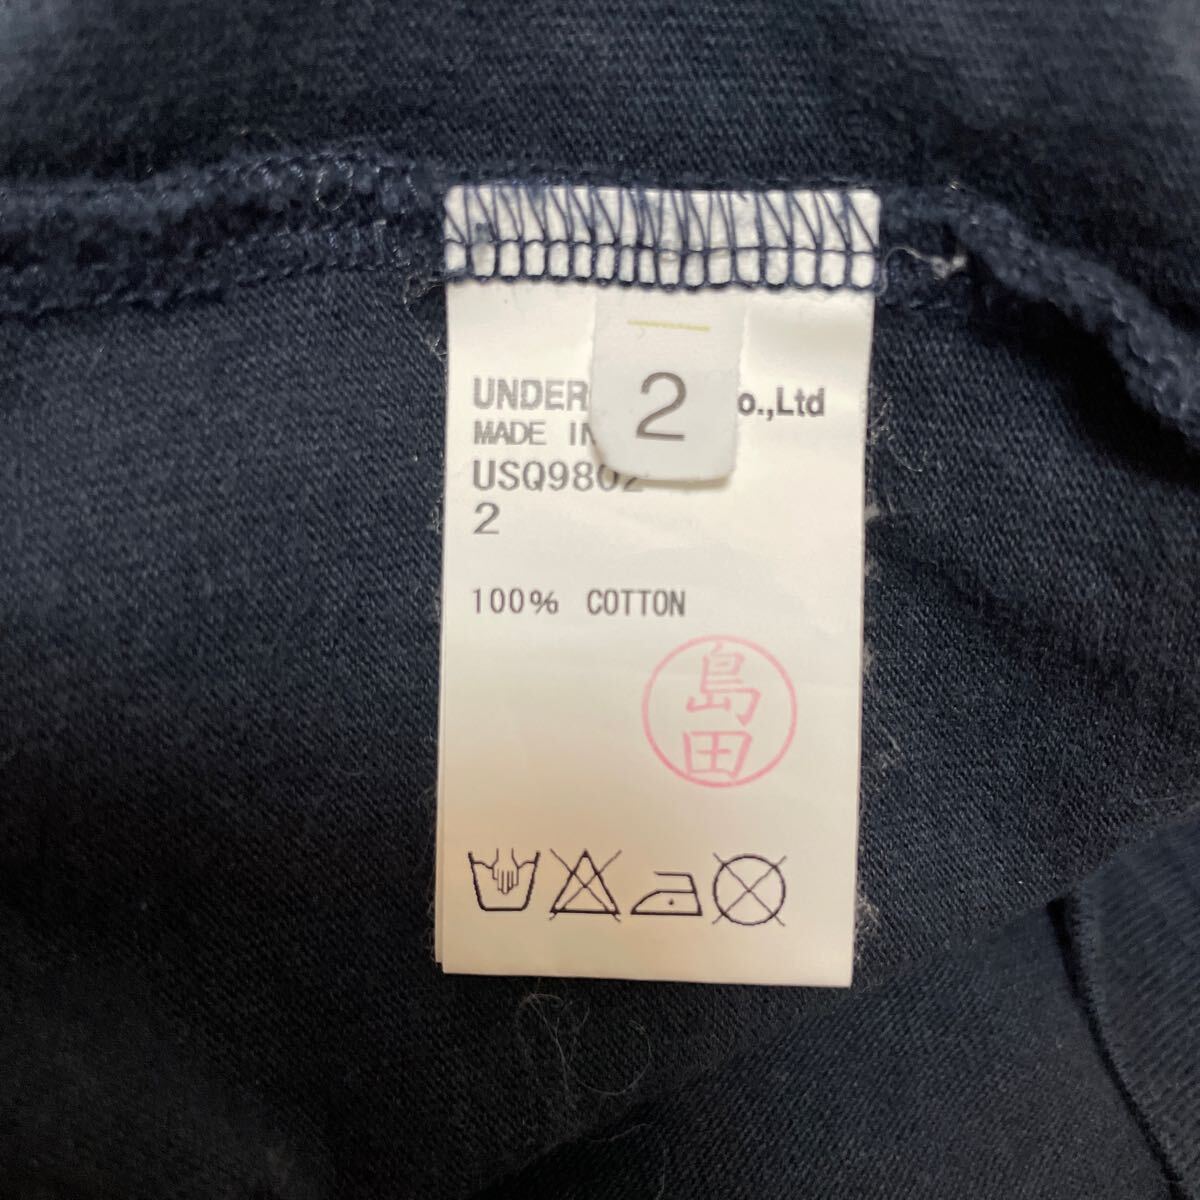 2
UNDER o.,Ltd
MADE IN
USQ9802
2
100% COTTON
島田